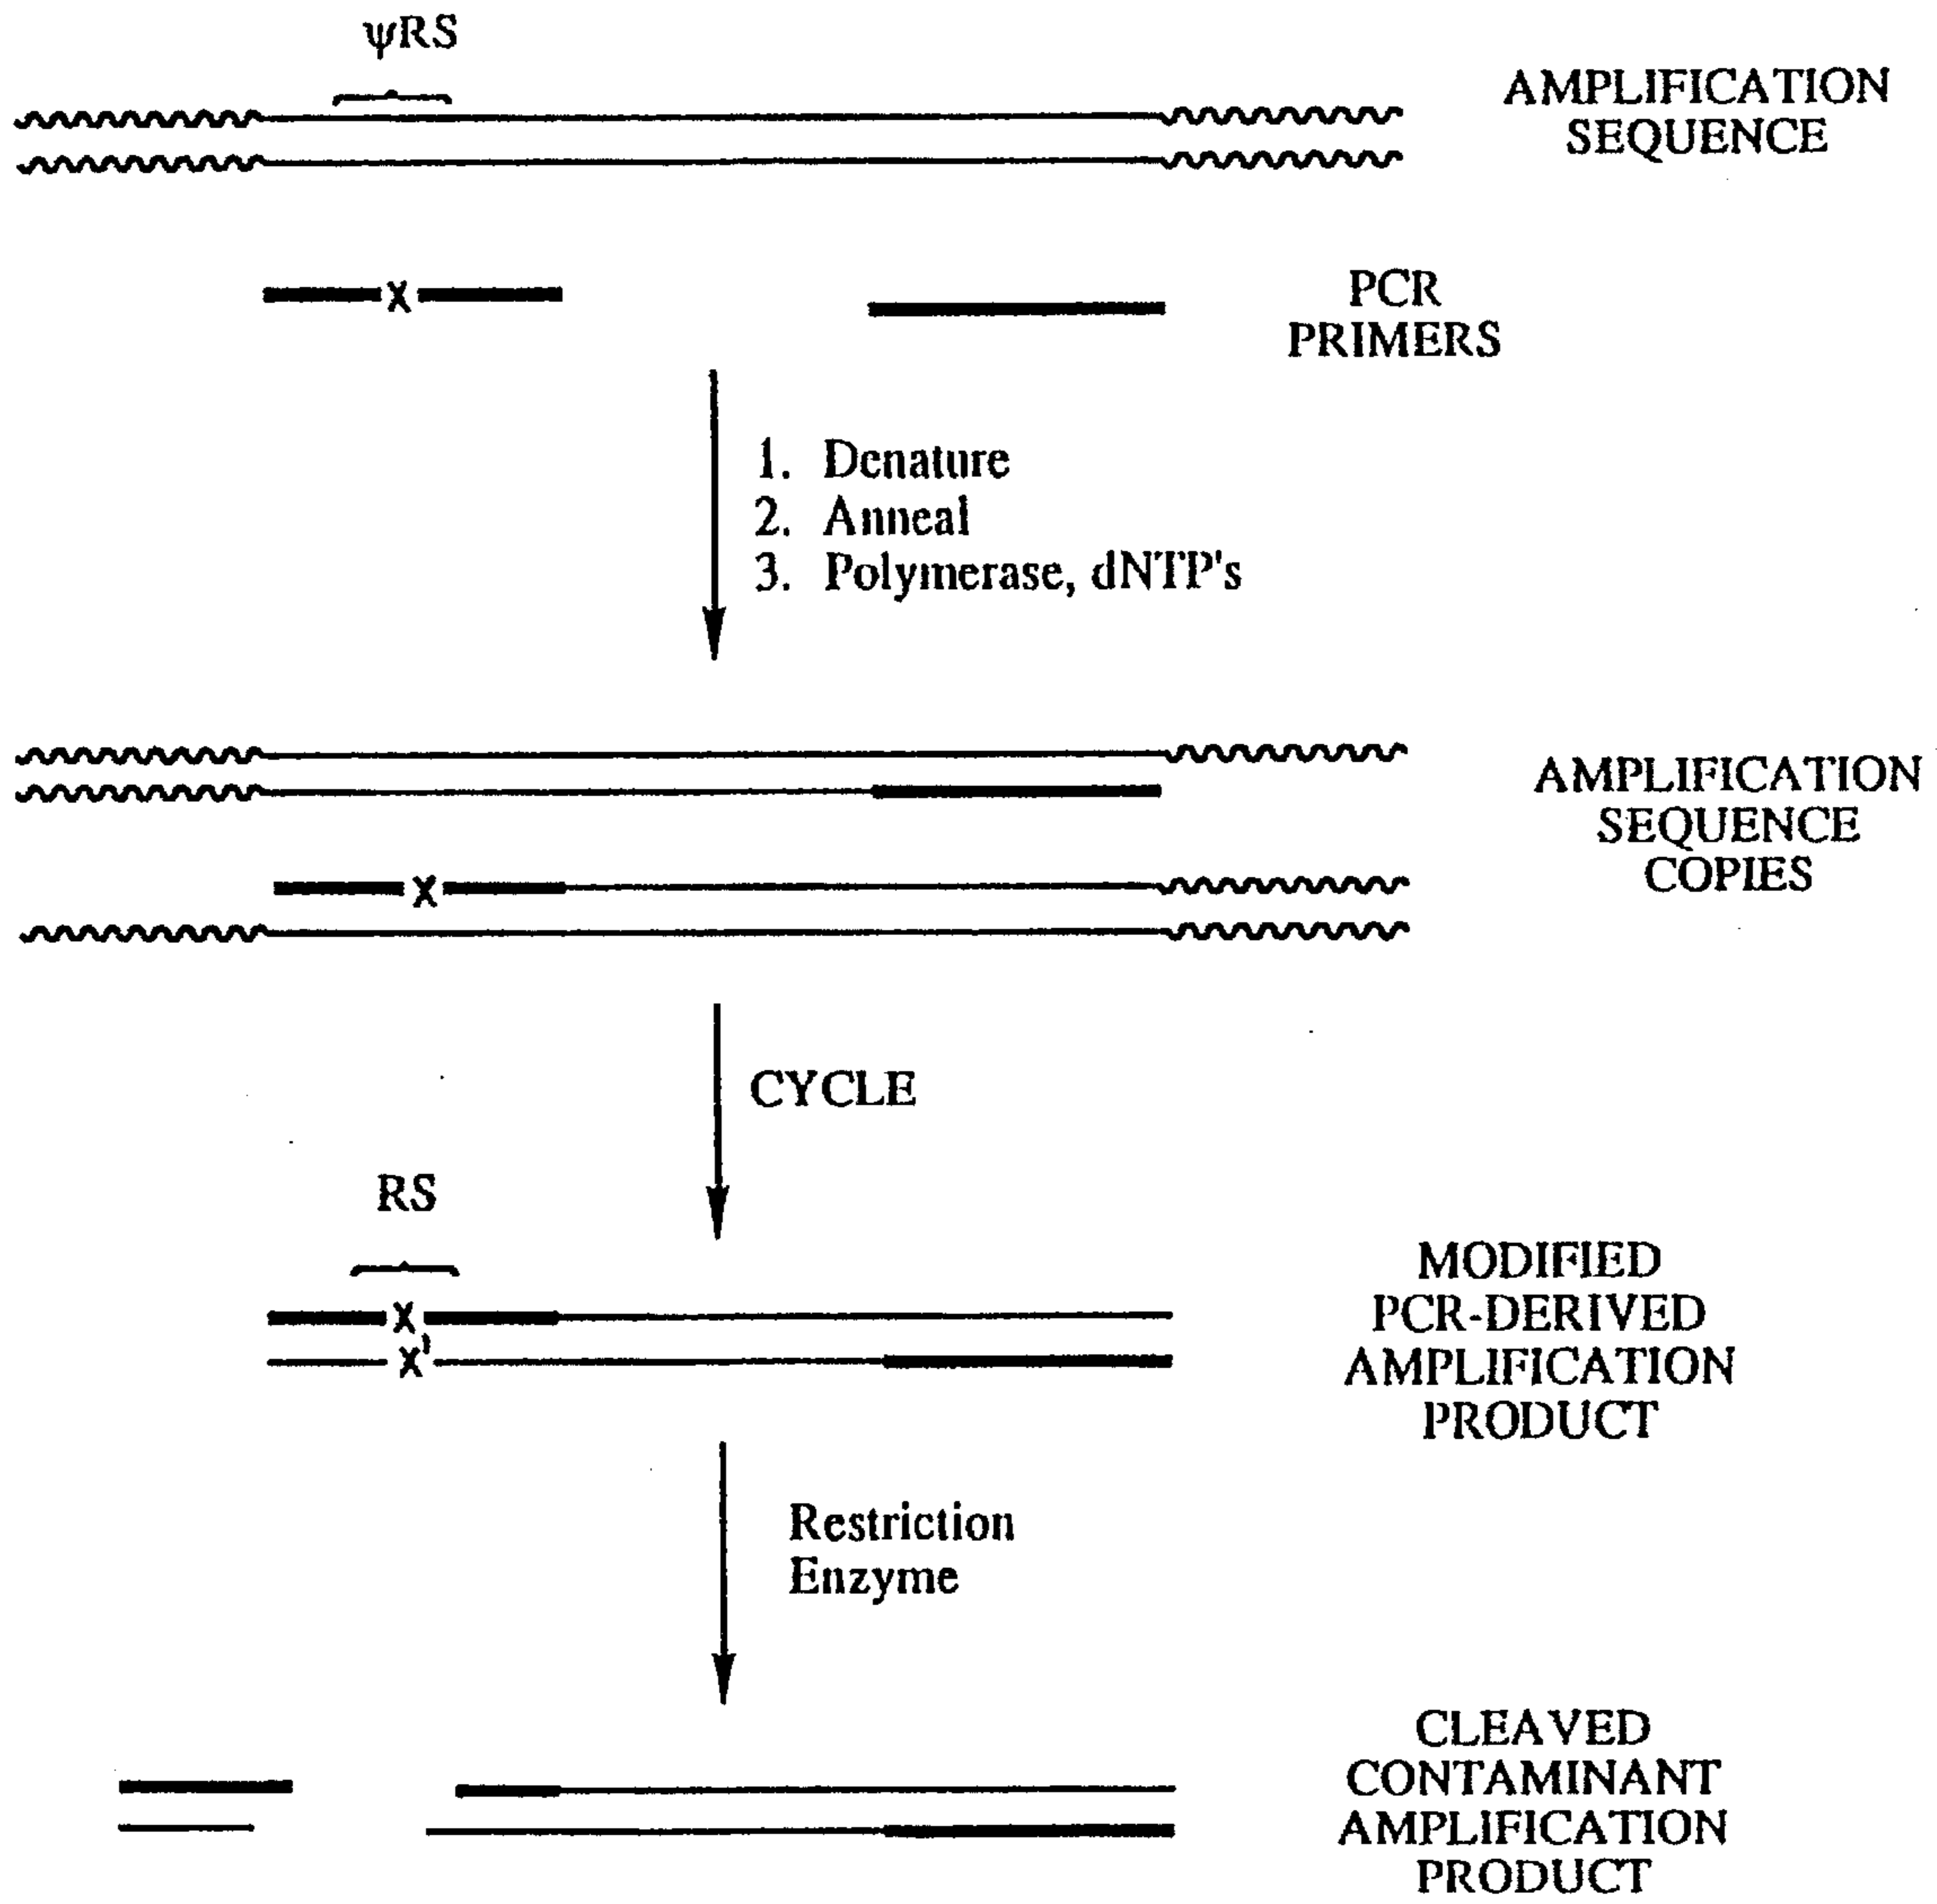 ψRS
AMPLIFICATION
SEQUENCE
X
PCR
PRIMERS
1. Denature
2. Anneal
3. Polymerase, dNTP's
AMPLIFICATION
SEQUENCE
COPIES
X
CYCLE
RS
X
X'
MODIFIED
PCR-DERIVED
AMPLIFICATION
PRODUCT
Restriction
Enzyme
CLEAVED
CONTAMINANT
AMPLIFICATION
PRODUCT